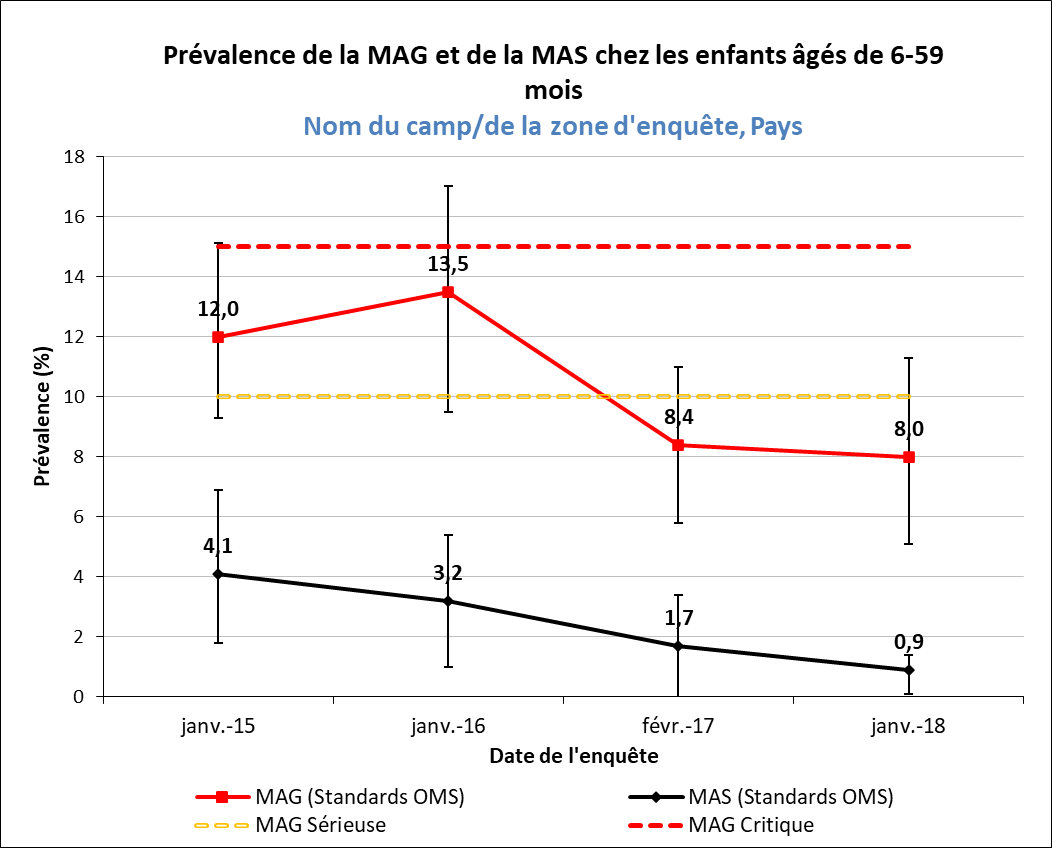 Prévalence de la MAG et de la MAS chez les enfants âgés de 6-59
mois
Nom du camp/de la zone d'enquête, Pays
18
16
14
12
10
8
6
4
2
0
Prévalence (%)
12,0
13,5
8,4
8,0
4,1
3,2
1,7
0,9
janv.-15
janv.-16
févr.-17
janv.-18
Date de l'enquête
MAG (Standards OMS)
MAS (Standards OMS)
MAG Sérieuse
MAG Critique